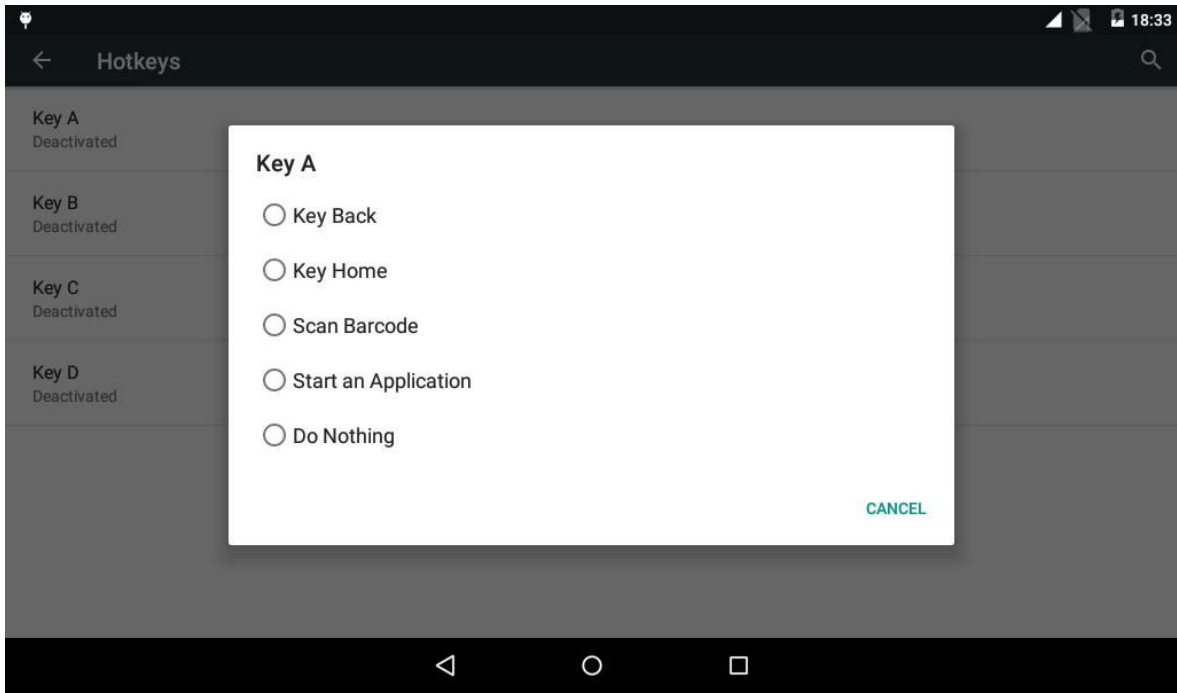 18:33
Hotkeys
Key A
Deactivated
Key B
Deactivated
Key C
Deactivated
Key D
Deactivated
Key A
Key Back
Key Home
Scan Barcode
Start an Application
Do Nothing
CANCEL